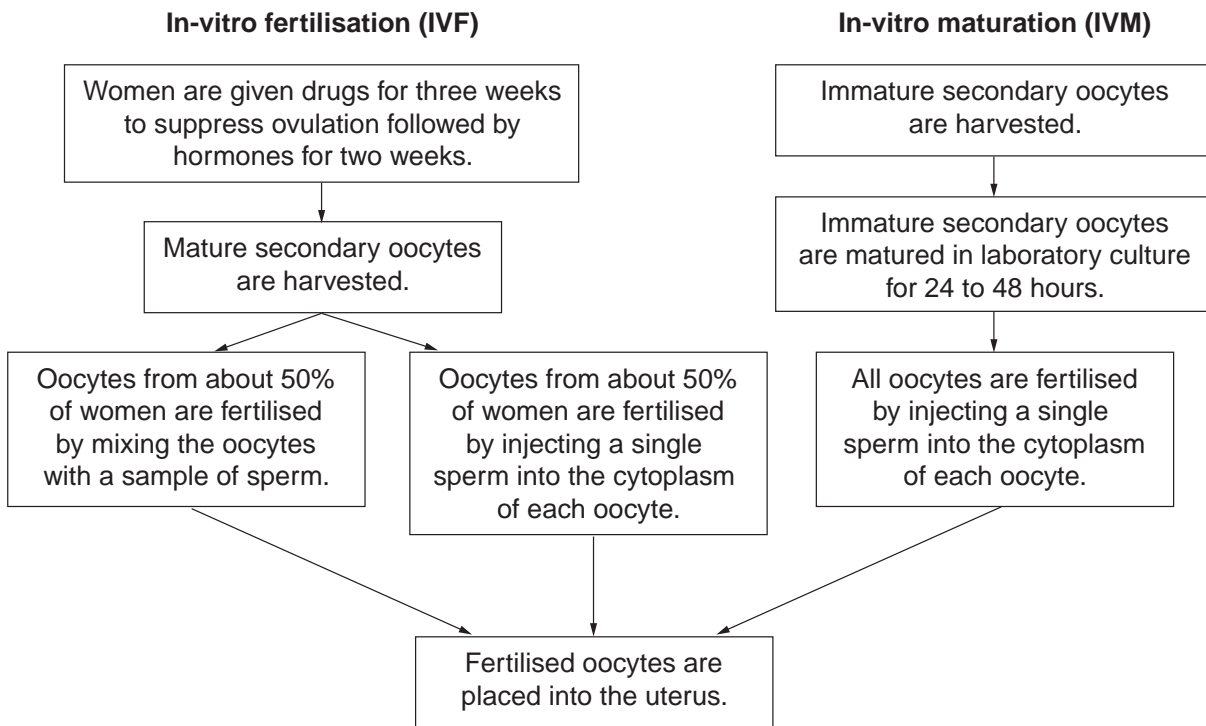 In-vitro fertilisation (IVF)
Women are given drugs for three weeks
to suppress ovulation followed by
hormones for two weeks.
Mature secondary oocytes
are harvested.
Oocytes from about 50%
of women are fertilised
by mixing the oocytes
with a sample of sperm.
Oocytes from about 50%
of women are fertilised
by injecting a single
sperm into the cytoplasm
of each oocyte.
In-vitro maturation (IVM)
Immature secondary oocytes
are harvested.
Immature secondary oocytes
are matured in laboratory culture
for 24 to 48 hours.
All oocytes are fertilised
by injecting a single
sperm into the cytoplasm
of each oocyte.
Fertilised oocytes are
placed into the uterus.